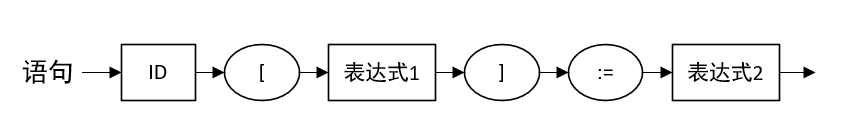 语句 ID [ 表达式1 ] := 表达式2